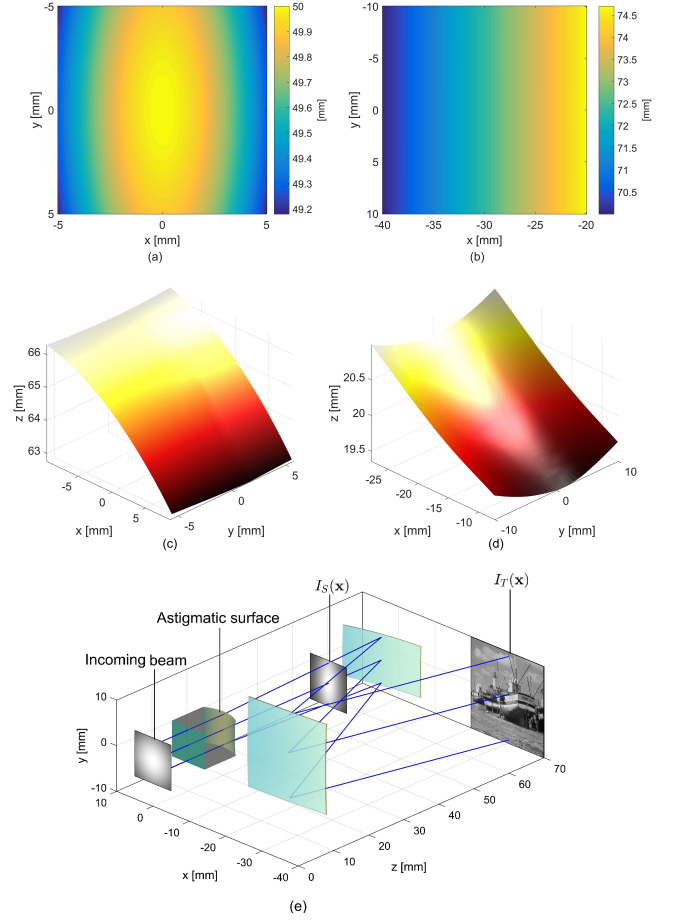 -5
0
5
y [mm]
-5
0
5
x [mm]
50
49.9
49.8
49.7
49.6
49.5
49.4
49.3
49.2
[mm]
(a)
-10
-5
0
5
10
y [mm]
-40
-35
-30
-25
-20
x [mm]
74.5
74
73.5
73
72.5
72
71.5
71
70.5
[mm]
(b)
66
65
64
63
z [mm]
-5
0
5
x [mm]
-5
0
5
y [mm]
(c)
20.5
20
19.5
z [mm]
-25
-20
-15
-10
x [mm]
-10
0
10
y [mm]
(d)
I_S(x)
I_T(x)
Astigmatic surface
Incoming beam
10
0
-10
y [mm]
10
0
-10
-20
-30
-40
x [mm]
0
10
20
30
40
50
60
70
z [mm]
(e)